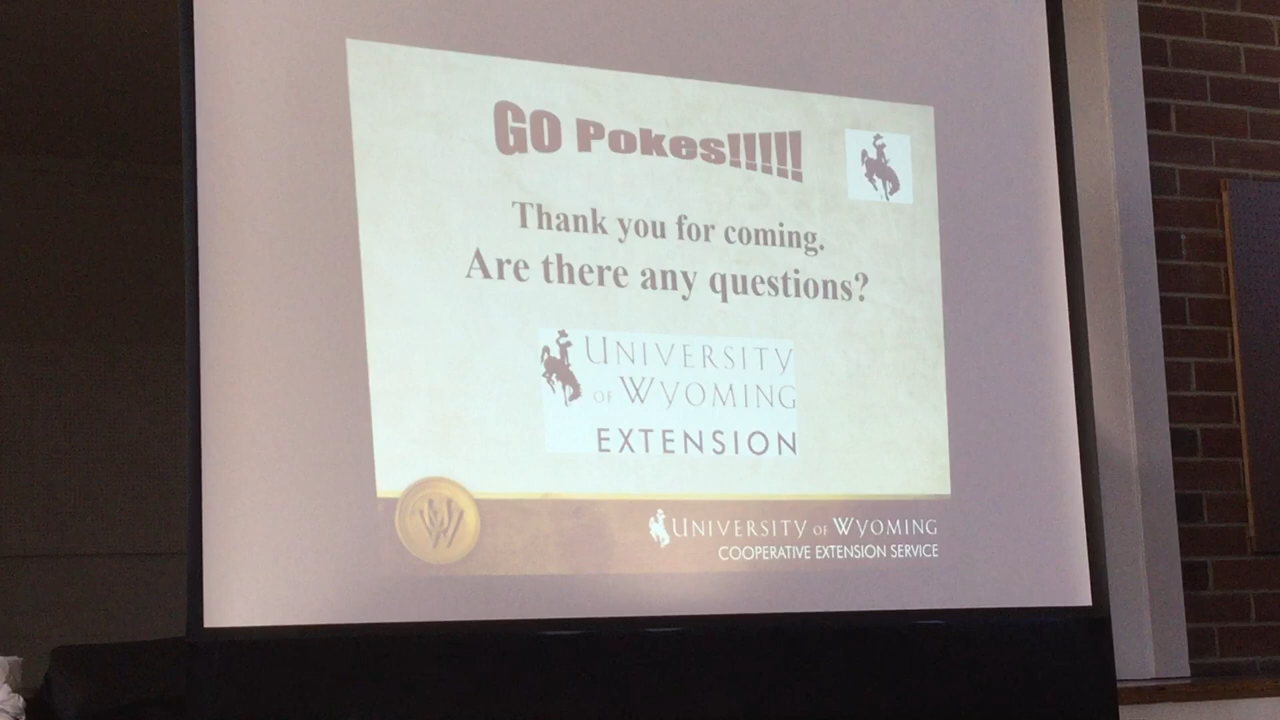 GO Pokes!!!!!
Thank you for coming.
Are there any questions?
UNIVERSITY
OF WYOMING
EXTENSION
UW
UNIVERSITY OF WYOMING
COOPERATIVE EXTENSION SERVICE